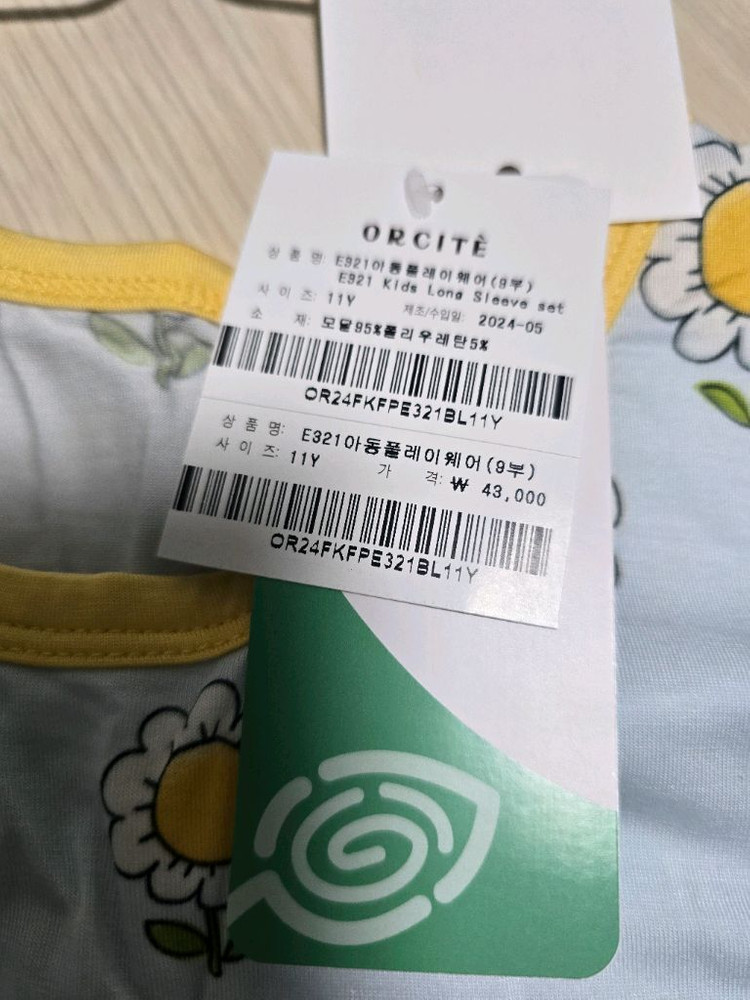 ORCITÈ
상 품 명: E321아동플레이웨어(9부)
E321 Kids Long Sleeve set
사 이 즈: 11Y 제조/수입일: 2024-05
소 재: 모달95%폴리우레탄5%
OR24FKFPE321BL11Y
상 품 명: E321아동플레이웨어(9부)
사 이 즈: 11Y 가 격: ₩ 43,000
OR24FKFPE321BL11Y